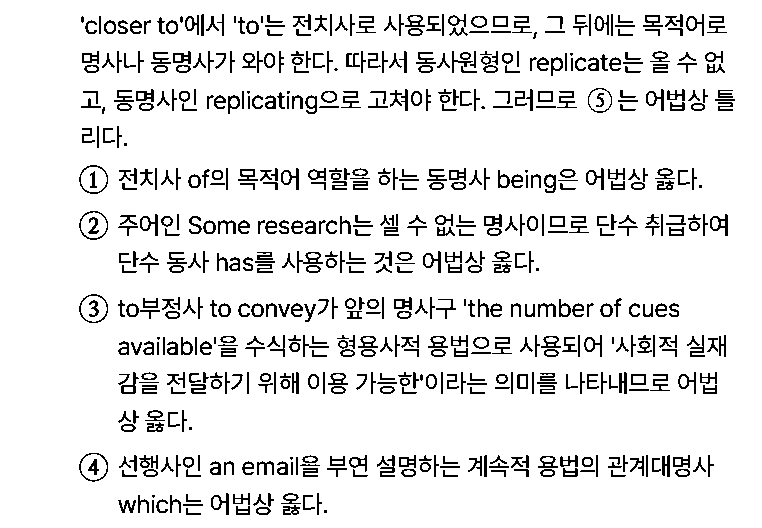 'closer to'에서 'to'는 전치사로 사용되었으므로, 그 뒤에는 목적어로
명사나 동명사가 와야 한다. 따라서 동사원형인 replicate는 올 수 없
고, 동명사인 replicating으로 고쳐야 한다. 그러므로 ⑤는 어법상 틀
리다.
① 전치사 of의 목적어 역할을 하는 동명사 being은 어법상 옳다.
② 주어인 Some research는 셀 수 없는 명사이므로 단수 취급하여
단수 동사 has를 사용하는 것은 어법상 옳다.
③ to부정사 to convey가 앞의 명사구 'the number of cues
available'을 수식하는 형용사적 용법으로 사용되어 '사회적 실재
감을 전달하기 위해 이용 가능한'이라는 의미를 나타내므로 어법
상 옳다.
④ 선행사인 an email을 부연 설명하는 계속적 용법의 관계대명사
which는 어법상 옳다.